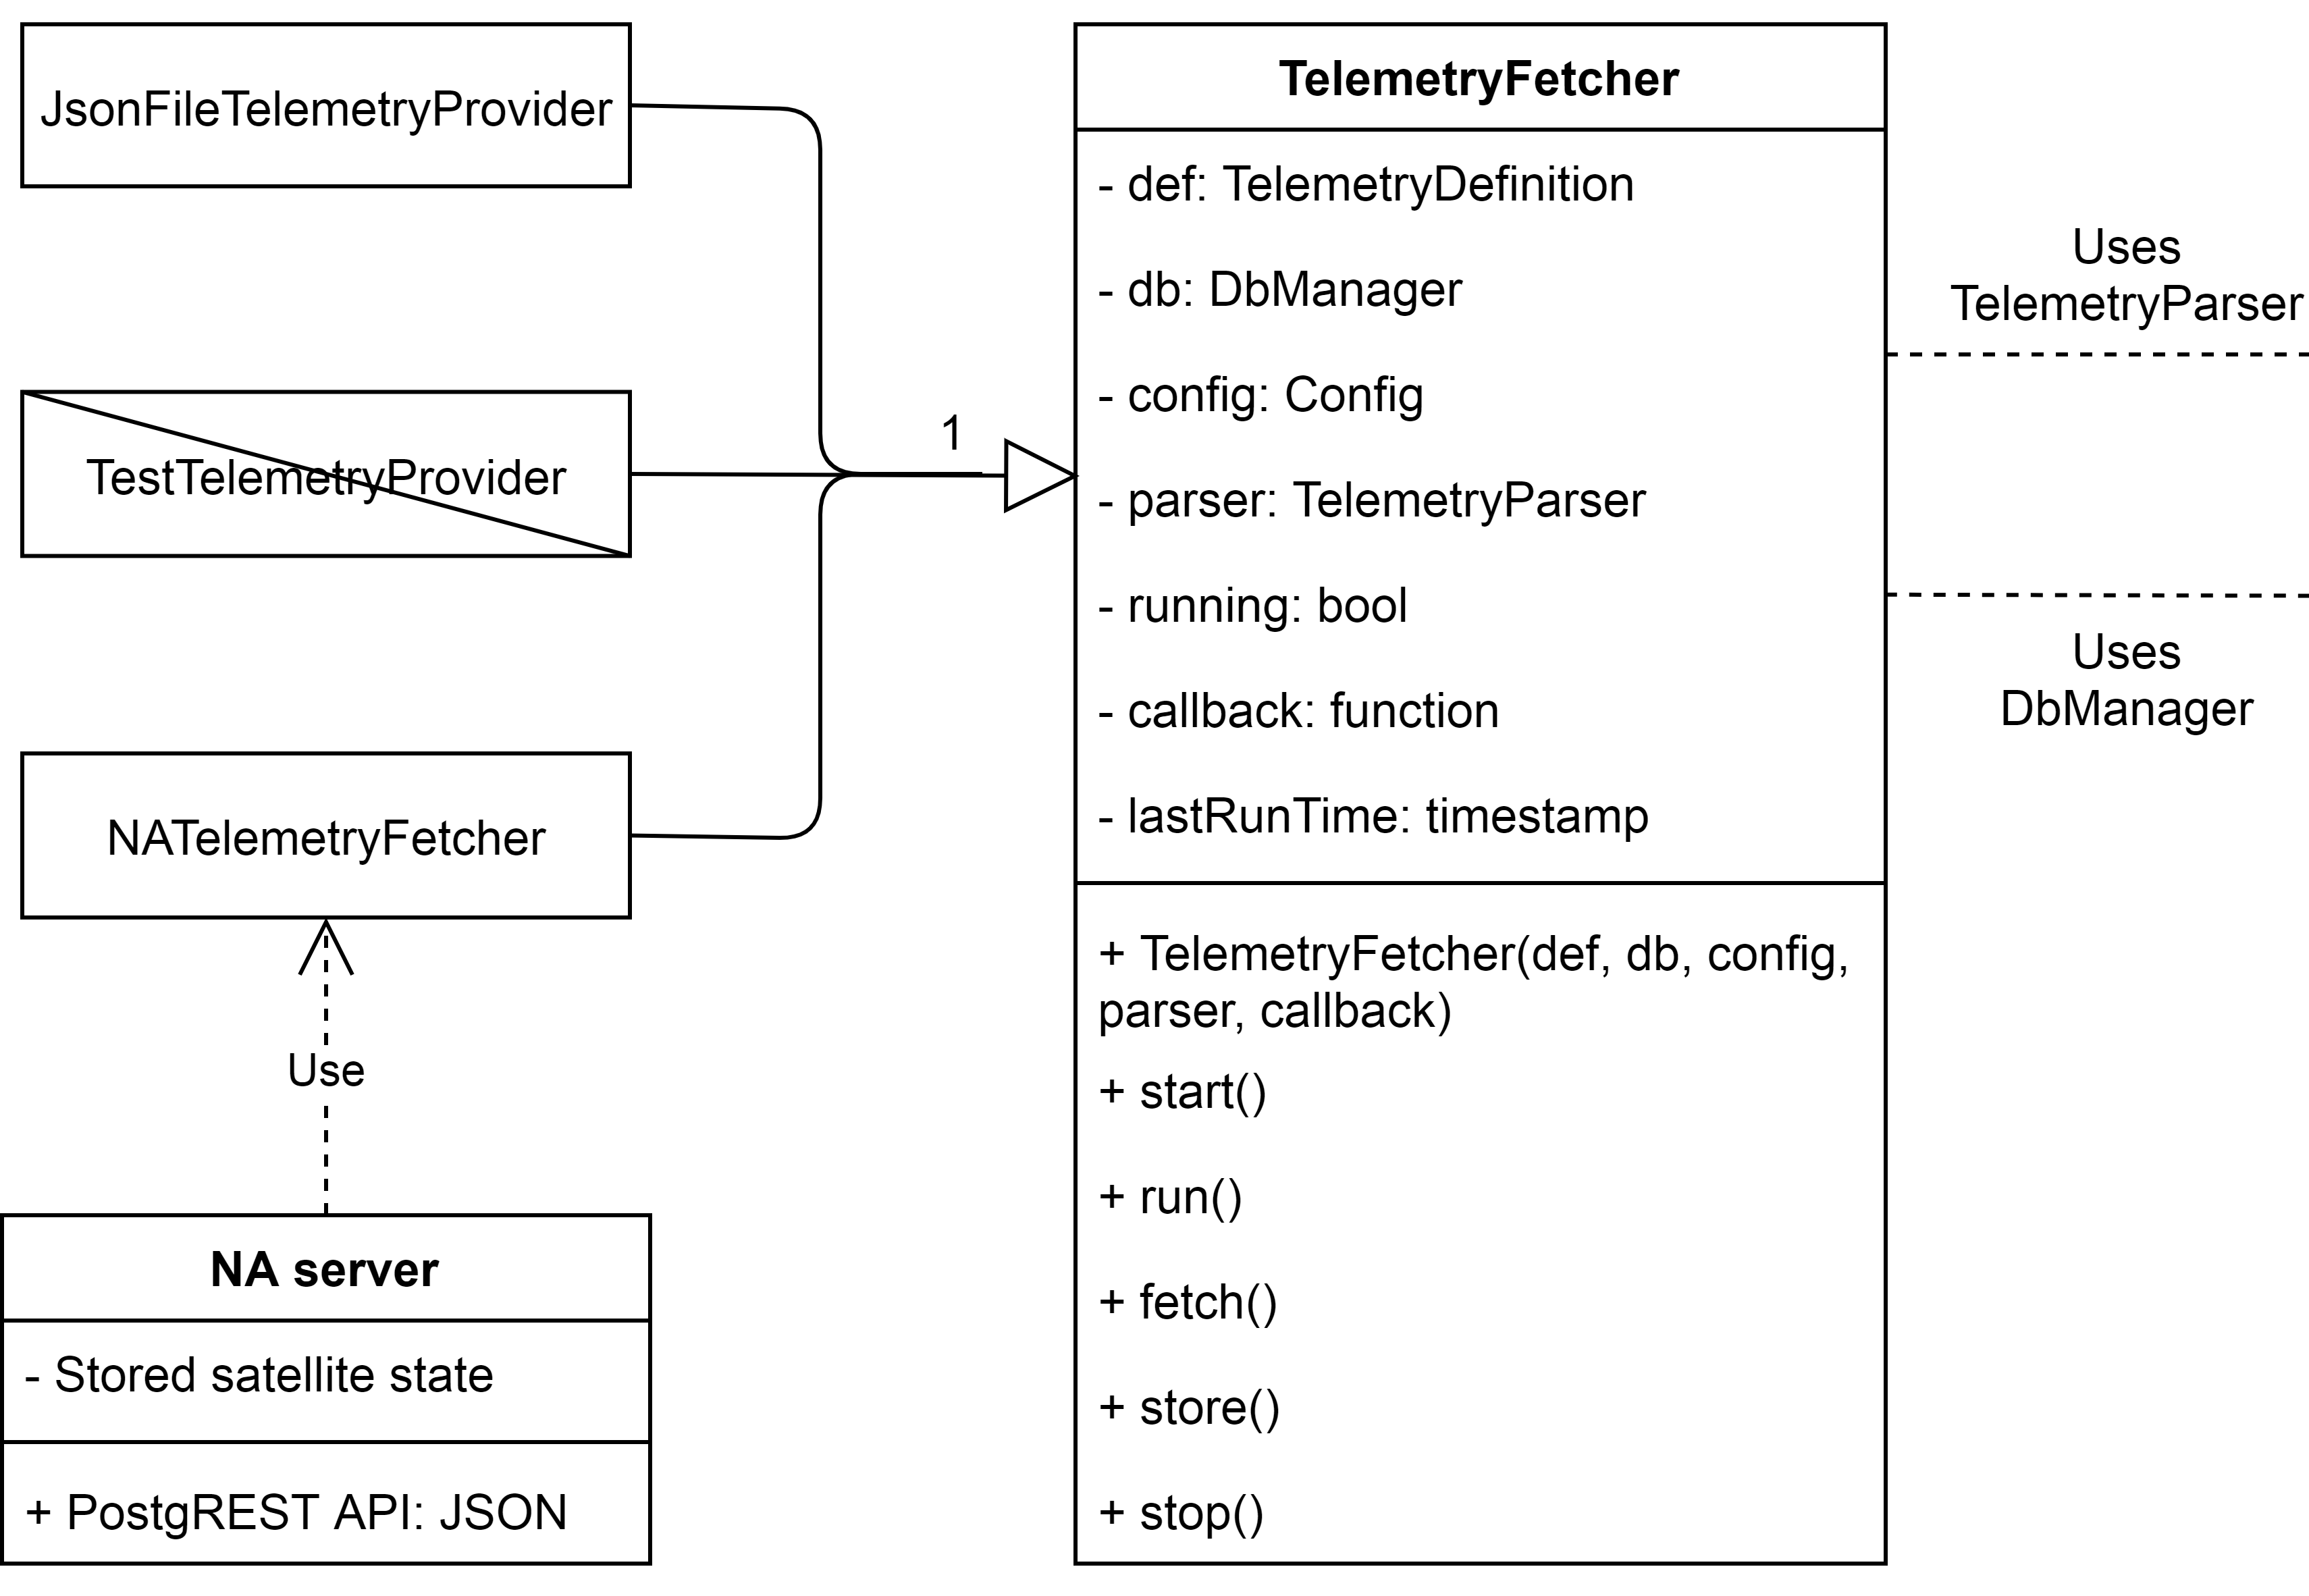 JsonFileTelemetryProvider
TestTelemetryProvider
NATelemetryFetcher
Use
NA server
- Stored satellite state
+ PostgREST API: JSON
1
TelemetryFetcher
- def: TelemetryDefinition
- db: DbManager
- config: Config
- parser: TelemetryParser
- running: bool
- callback: function
- lastRunTime: timestamp
+ TelemetryFetcher(def, db, config,
parser, callback)
+ start()
+ run()
+ fetch()
+ store()
+ stop()
Uses
TelemetryParser
Uses
DbManager